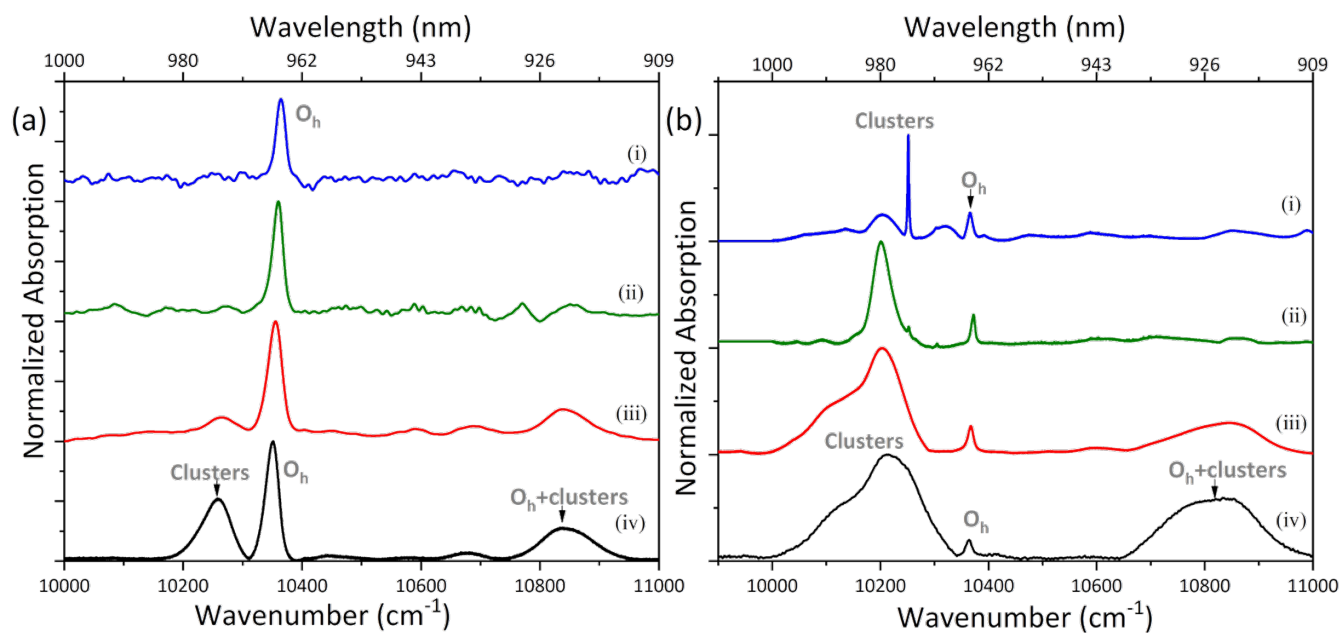 Wavelength (nm)
1000 980 962 943 926 909
(a)
Oh
(i)
(ii)
(iii)
Clusters
Oh
Oh+clusters
(iv)
Normalized Absorption
10000 10200 10400 10600 10800 11000
Wavenumber (cm-1)
Wavelength (nm)
1000 980 962 943 926 909
(b)
Clusters
Oh
(i)
(ii)
(iii)
Clusters
Oh
Oh+clusters
(iv)
Normalized Absorption
10000 10200 10400 10600 10800 11000
Wavenumber (cm-1)